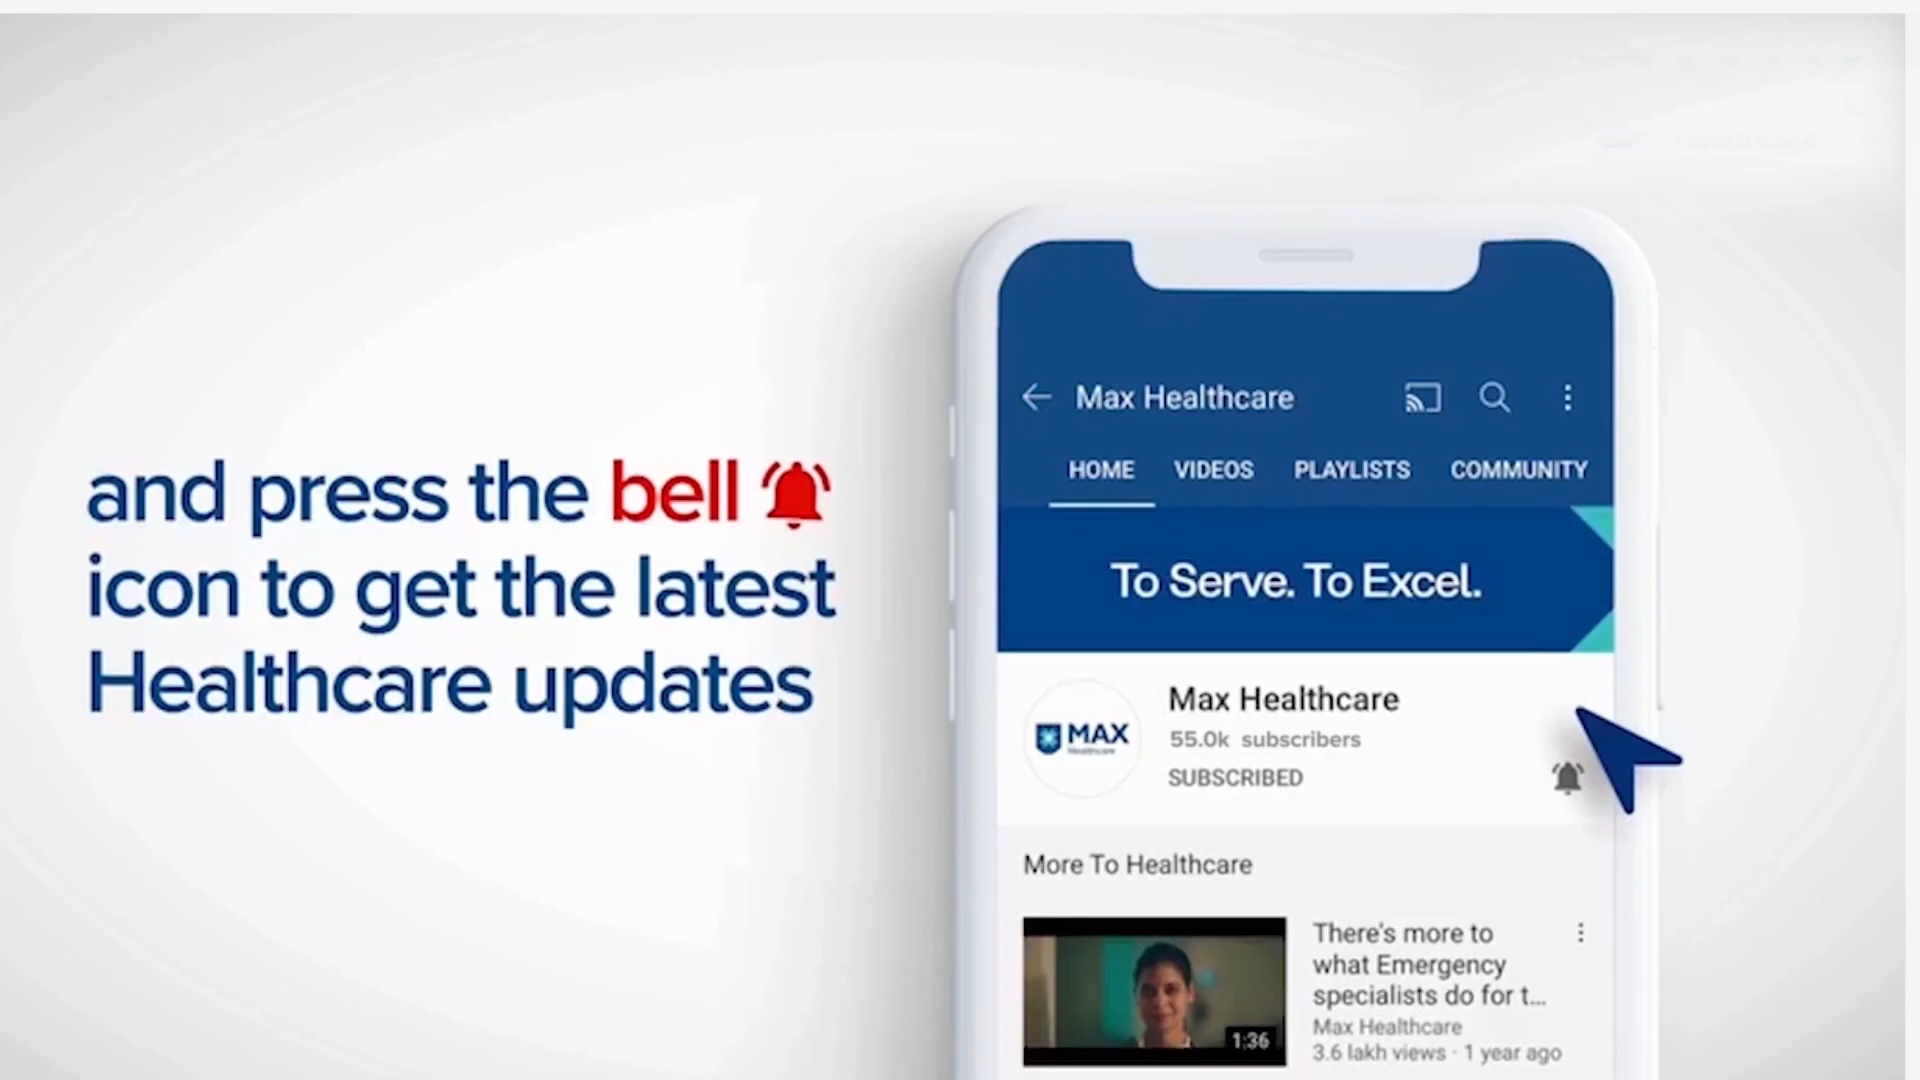 and press the bell
icon to get the latest
Healthcare updates
Max Healthcare
HOME VIDEOS PLAYLISTS COMMUNITY
To Serve. To Excel.
MAX
Healthcare
Max Healthcare
55.0k subscribers
SUBSCRIBED
More To Healthcare
There's more to
what Emergency
specialists do for t...
Max Healthcare
3.6 lakh views · 1 year ago
1:36